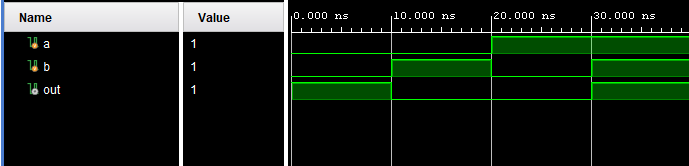 Name Value 0.000 ns 10.000 ns 20.000 ns 30.000 ns
a 1
b 1
out 1